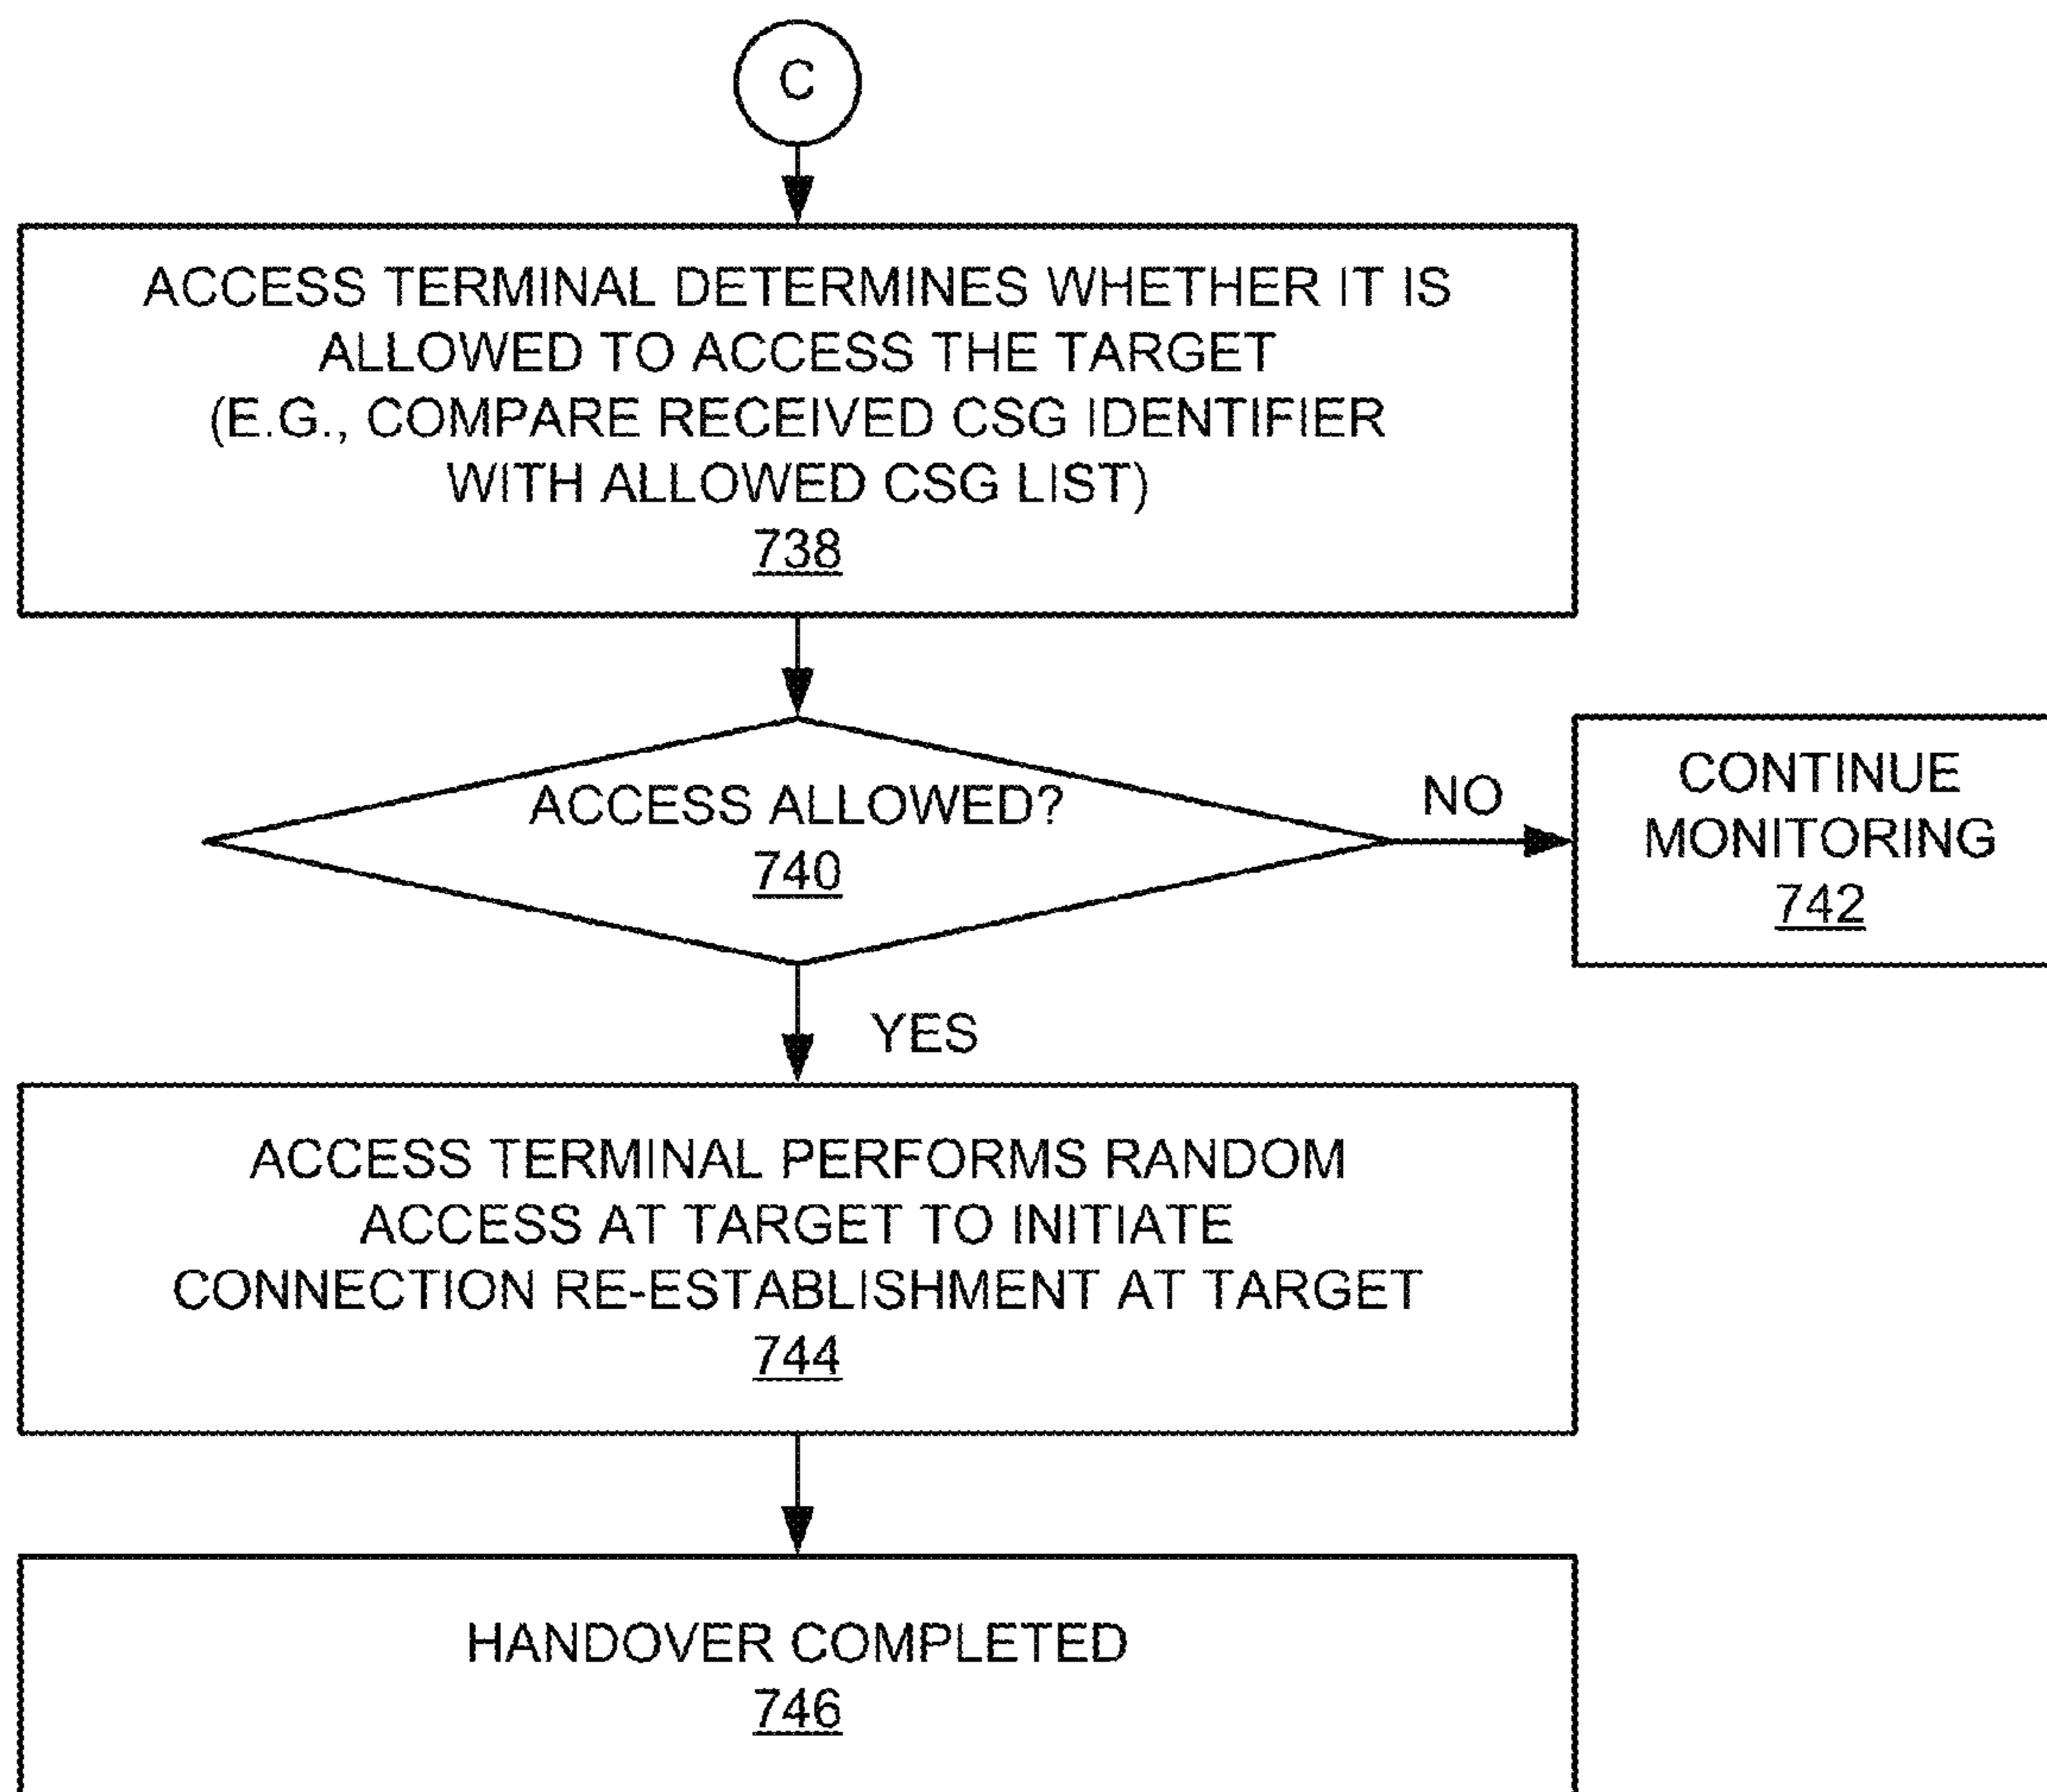 C
ACCESS TERMINAL DETERMINES WHETHER IT IS
ALLOWED TO ACCESS THE TARGET
(E.G., COMPARE RECEIVED CSG IDENTIFIER
WITH ALLOWED CSG LIST)
738
ACCESS ALLOWED?
740
NO
CONTINUE
MONITORING
742
YES
ACCESS TERMINAL PERFORMS RANDOM
ACCESS AT TARGET TO INITIATE
CONNECTION RE-ESTABLISHMENT AT TARGET
744
HANDOVER COMPLETED
746